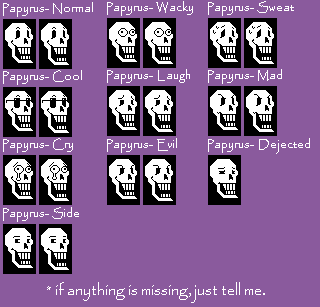 Papyrus- Normal
Papyrus- Wacky
Papyrus- Sweat
Papyrus- Cool
Papyrus- Laugh
Papyrus- Mad
Papyrus- Cry
Papyrus- Evil
Papyrus- Dejected
Papyrus- Side
* if anything is missing, just tell me.